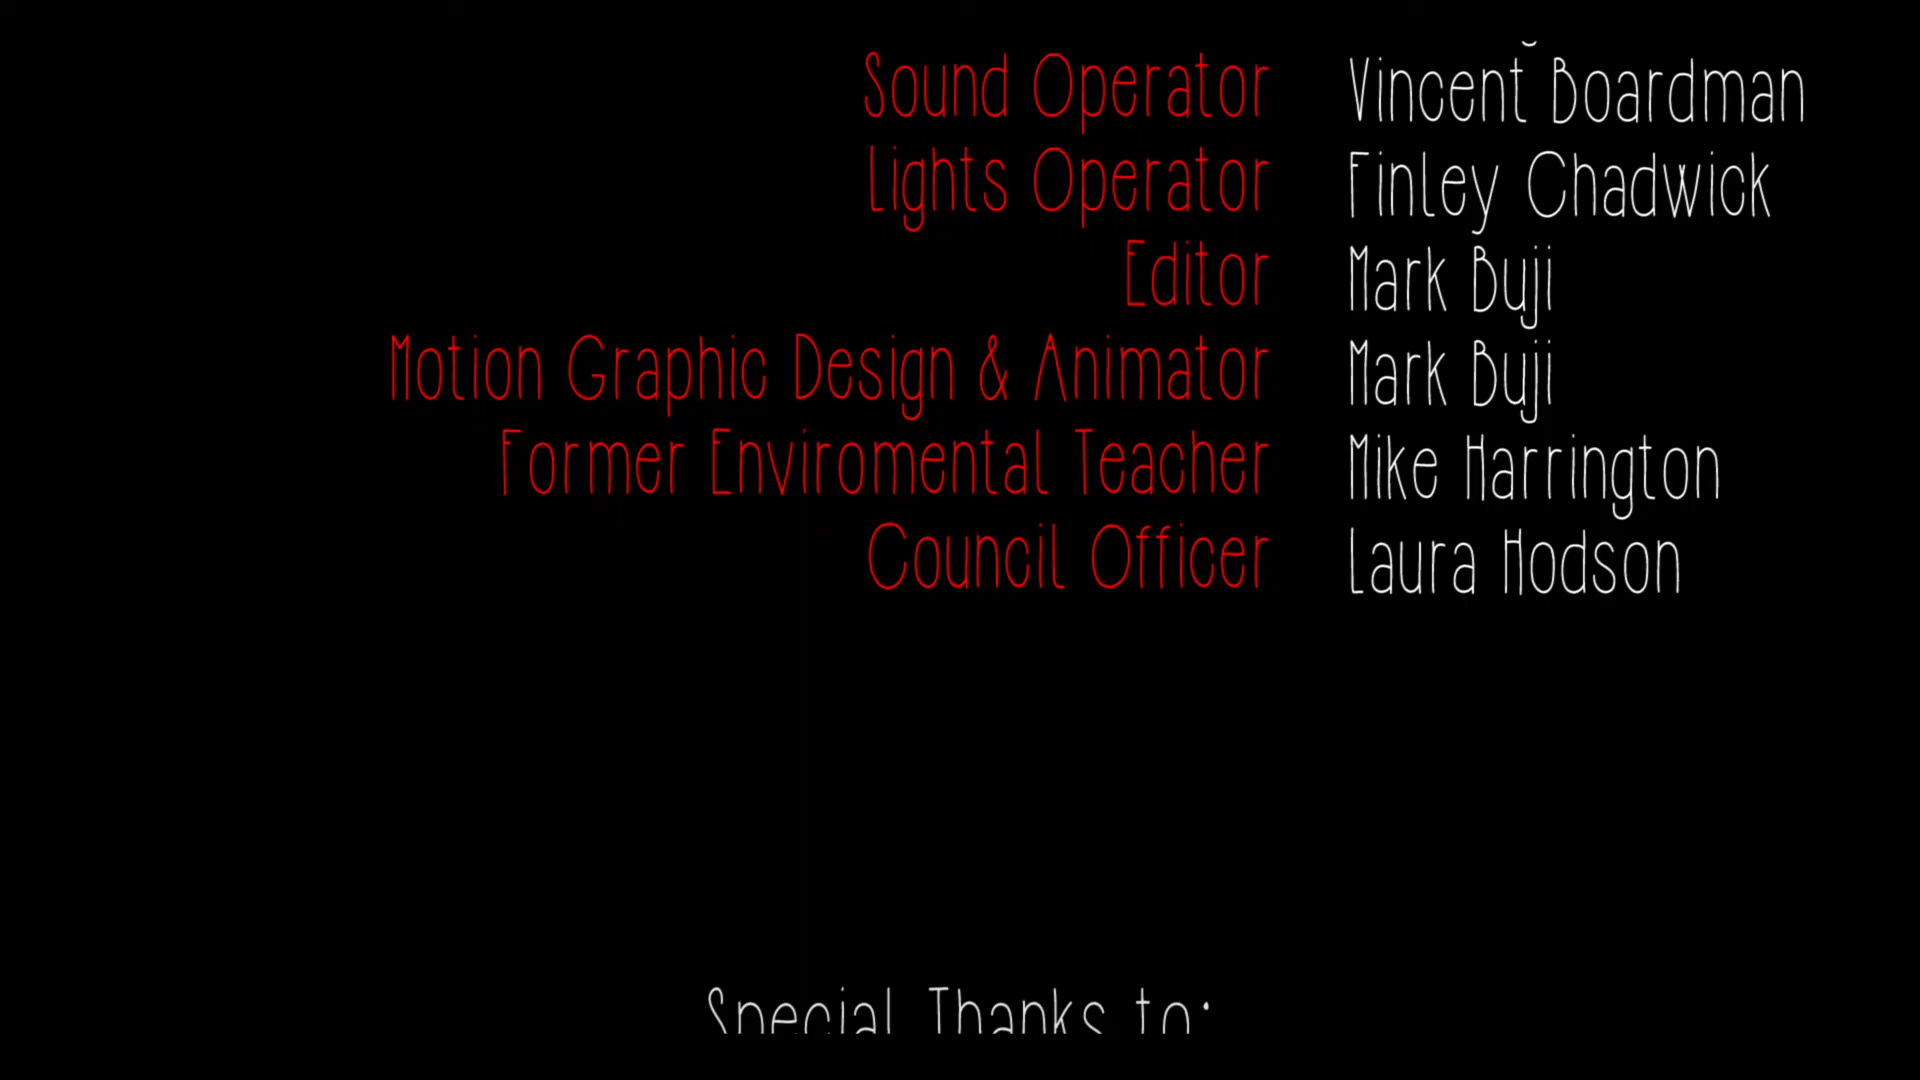 Sound Operator Vincent Boardman
Lights Operator Finley Chadwick
Editor Mark Buji
Motion Graphic Design & Animator Mark Buji
Former Enviromental Teacher Mike Harrington
Council Officer Laura Hodson
Special Thanks to: